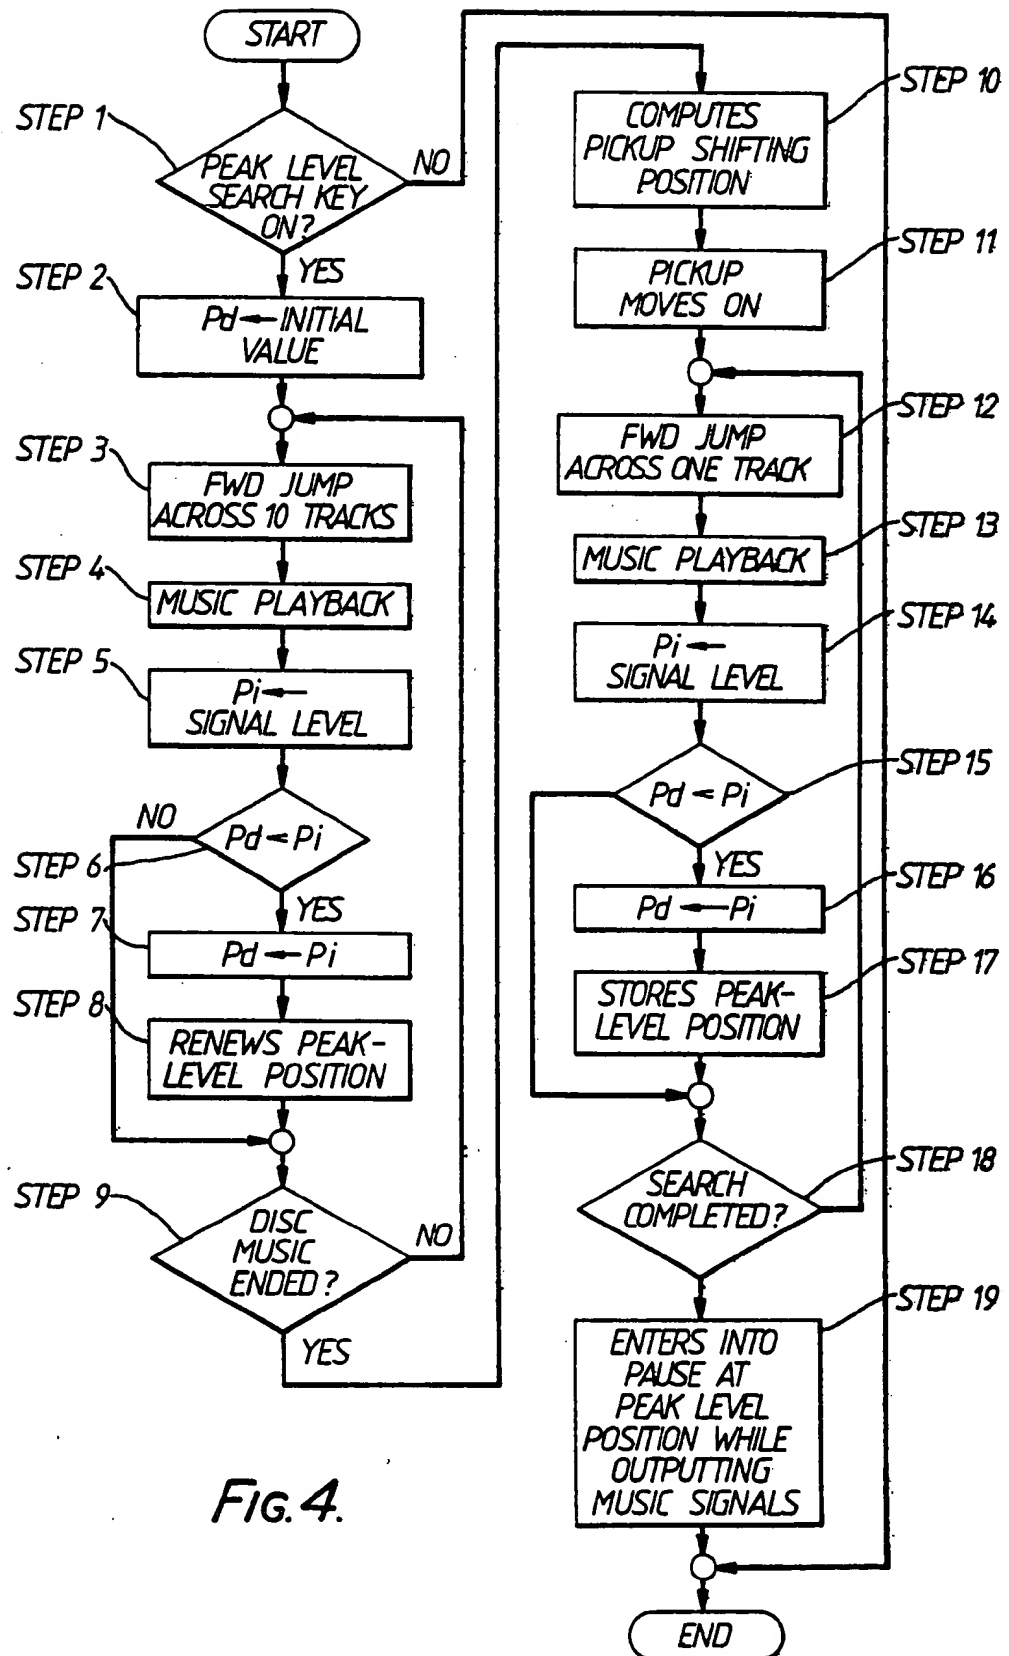 START
STEP 1
PEAK LEVEL
SEARCH KEY
ON?
NO
YES
STEP 2
Pd ← INITIAL
VALUE
STEP 3
FWD JUMP
ACROSS 10 TRACKS
STEP 4
MUSIC PLAYBACK
STEP 5
Pi ←
SIGNAL LEVEL
NO
Pd < Pi
STEP 6
YES
STEP 7
Pd ← Pi
STEP 8
RENEWS PEAK-
LEVEL POSITION
STEP 9
DISC
MUSIC
ENDED?
NO
YES
STEP 10
COMPUTES
PICKUP SHIFTING
POSITION
STEP 11
PICKUP
MOVES ON
STEP 12
FWD JUMP
ACROSS ONE TRACK
STEP 13
MUSIC PLAYBACK
STEP 14
Pi ←
SIGNAL LEVEL
STEP 15
Pd < Pi
YES
STEP 16
Pd ← Pi
STEP 17
STORES PEAK-
LEVEL POSITION
STEP 18
SEARCH
COMPLETED?
STEP 19
ENTERS INTO
PAUSE AT
PEAK LEVEL
POSITION WHILE
OUTPUTTING
MUSIC SIGNALS
END
FIG. 4.